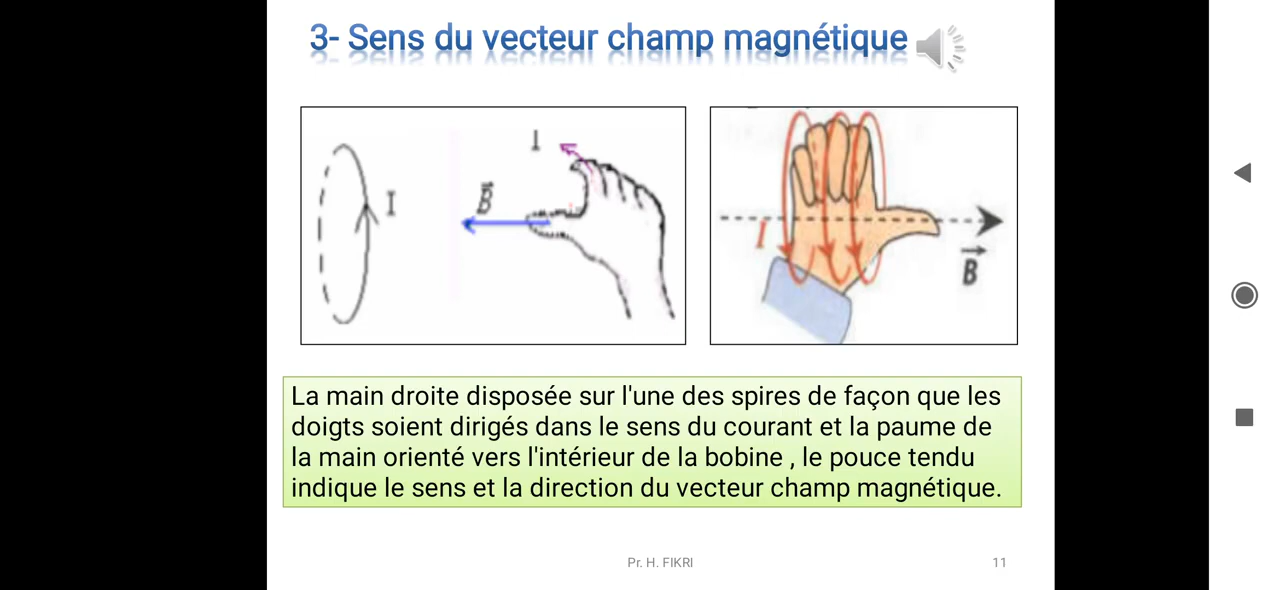 3- Sens du vecteur champ magnétique
I
I
B
I
B
La main droite disposée sur l'une des spires de façon que les
doigts soient dirigés dans le sens du courant et la paume de
la main orienté vers l'intérieur de la bobine , le pouce tendu
indique le sens et la direction du vecteur champ magnétique.
Pr. H. FIKRI
11